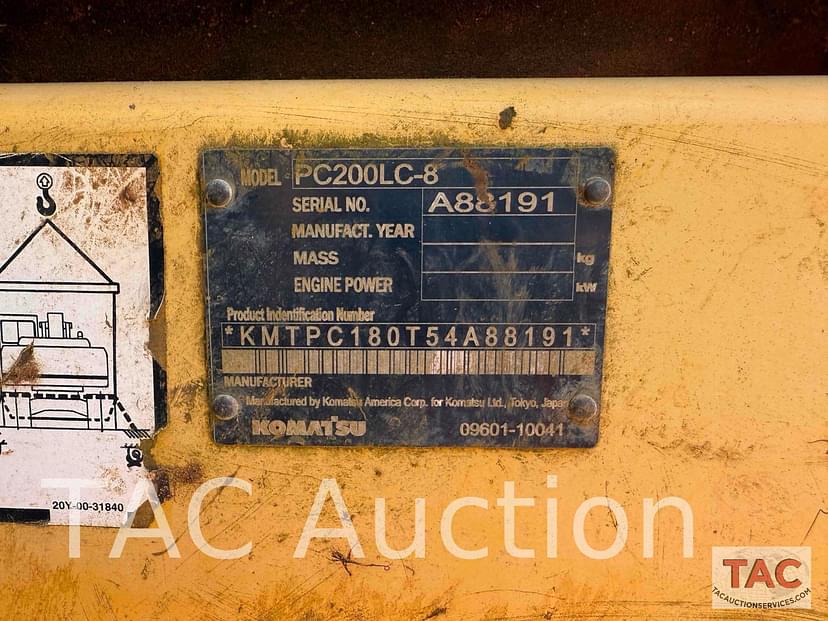 MODEL PC200LC-8
SERIAL NO. A88191
MANUFACT. YEAR
MASS kg
ENGINE POWER kW
Product Indentification Number
*KMTPC180T54A88191*
MANUFACTURER
Manufactured by Komatsu America Corp. for Komatsu Ltd., Tokyo, Japan
KOMATSU 09601-10041
20Y-00-31840
TAC Auction
TAC
TACAUCTIONSERVICES.COM